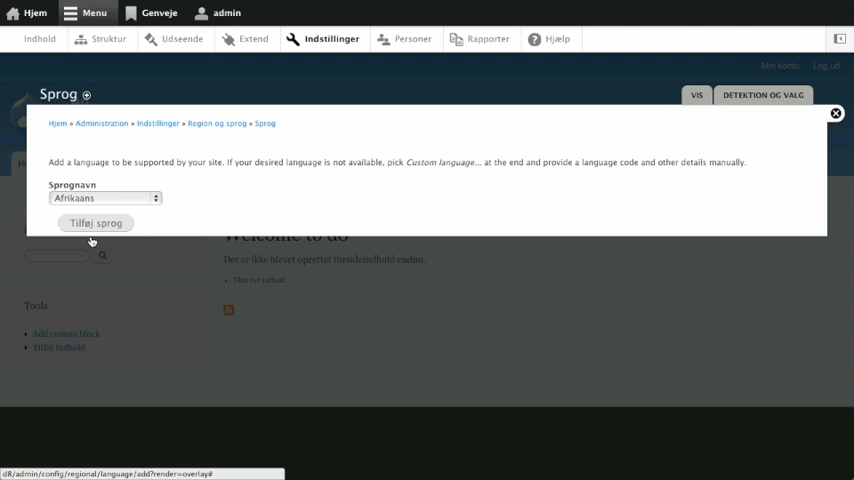 Hjem Menu Genveje admin
Indhold Struktur Udseende Extend Indstillinger Personer Rapporter Hjælp
Min konto Log ud
Sprog
VIS DETEKTION OG VALG
Hjem » Administration » Indstillinger » Region og sprog » Sprog
Add a language to be supported by your site. If your desired language is not available, pick Custom language... at the end and provide a language code and other details manually.
Sprognavn
Afrikaans
Tilføj sprog
Welcome to d8
Der er ikke blevet oprettet forsideindhold endnu.
Tilføj nyt indhold
Tools
Add custom block
Tilføj indhold
d8/admin/config/regional/language/add?render=overlay#